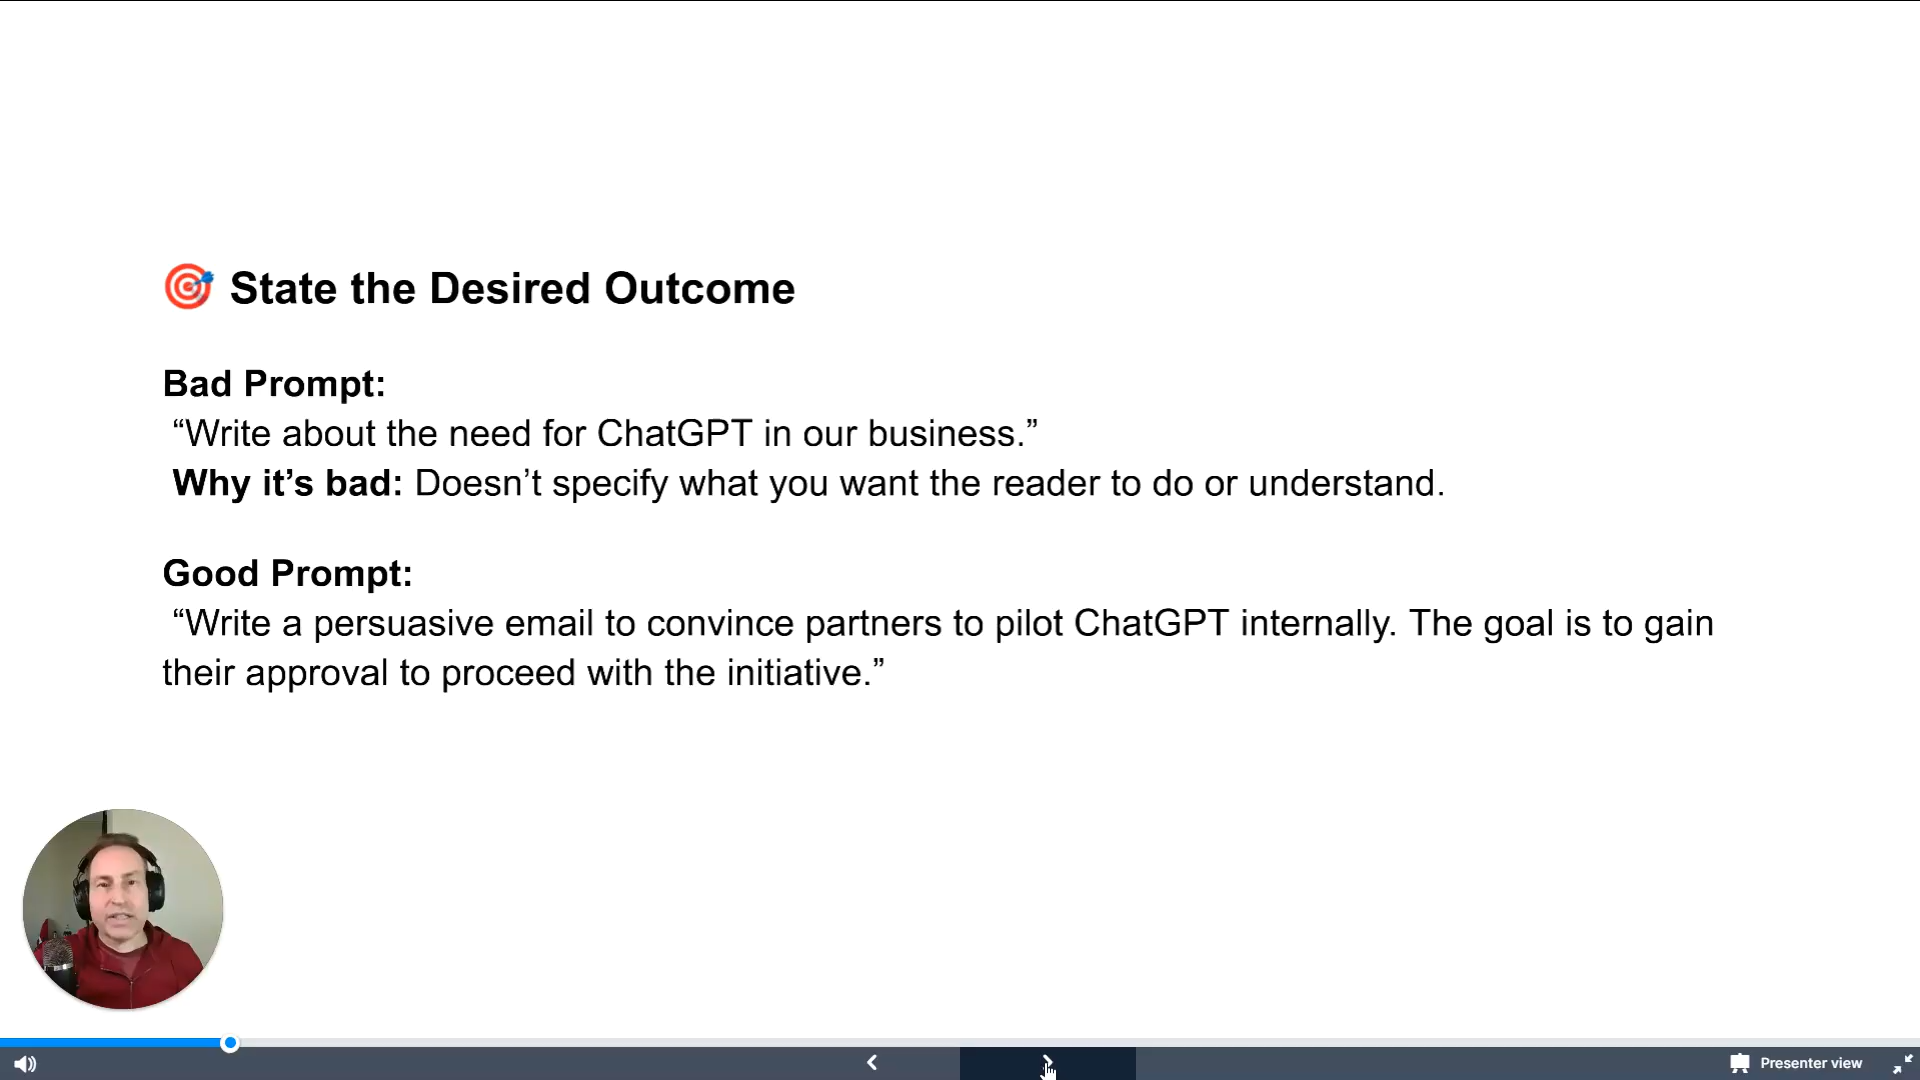 🎯 State the Desired Outcome
Bad Prompt:
“Write about the need for ChatGPT in our business.”
Why it’s bad: Doesn’t specify what you want the reader to do or understand.
Good Prompt:
“Write a persuasive email to convince partners to pilot ChatGPT internally. The goal is to gain
their approval to proceed with the initiative.”
Presenter view